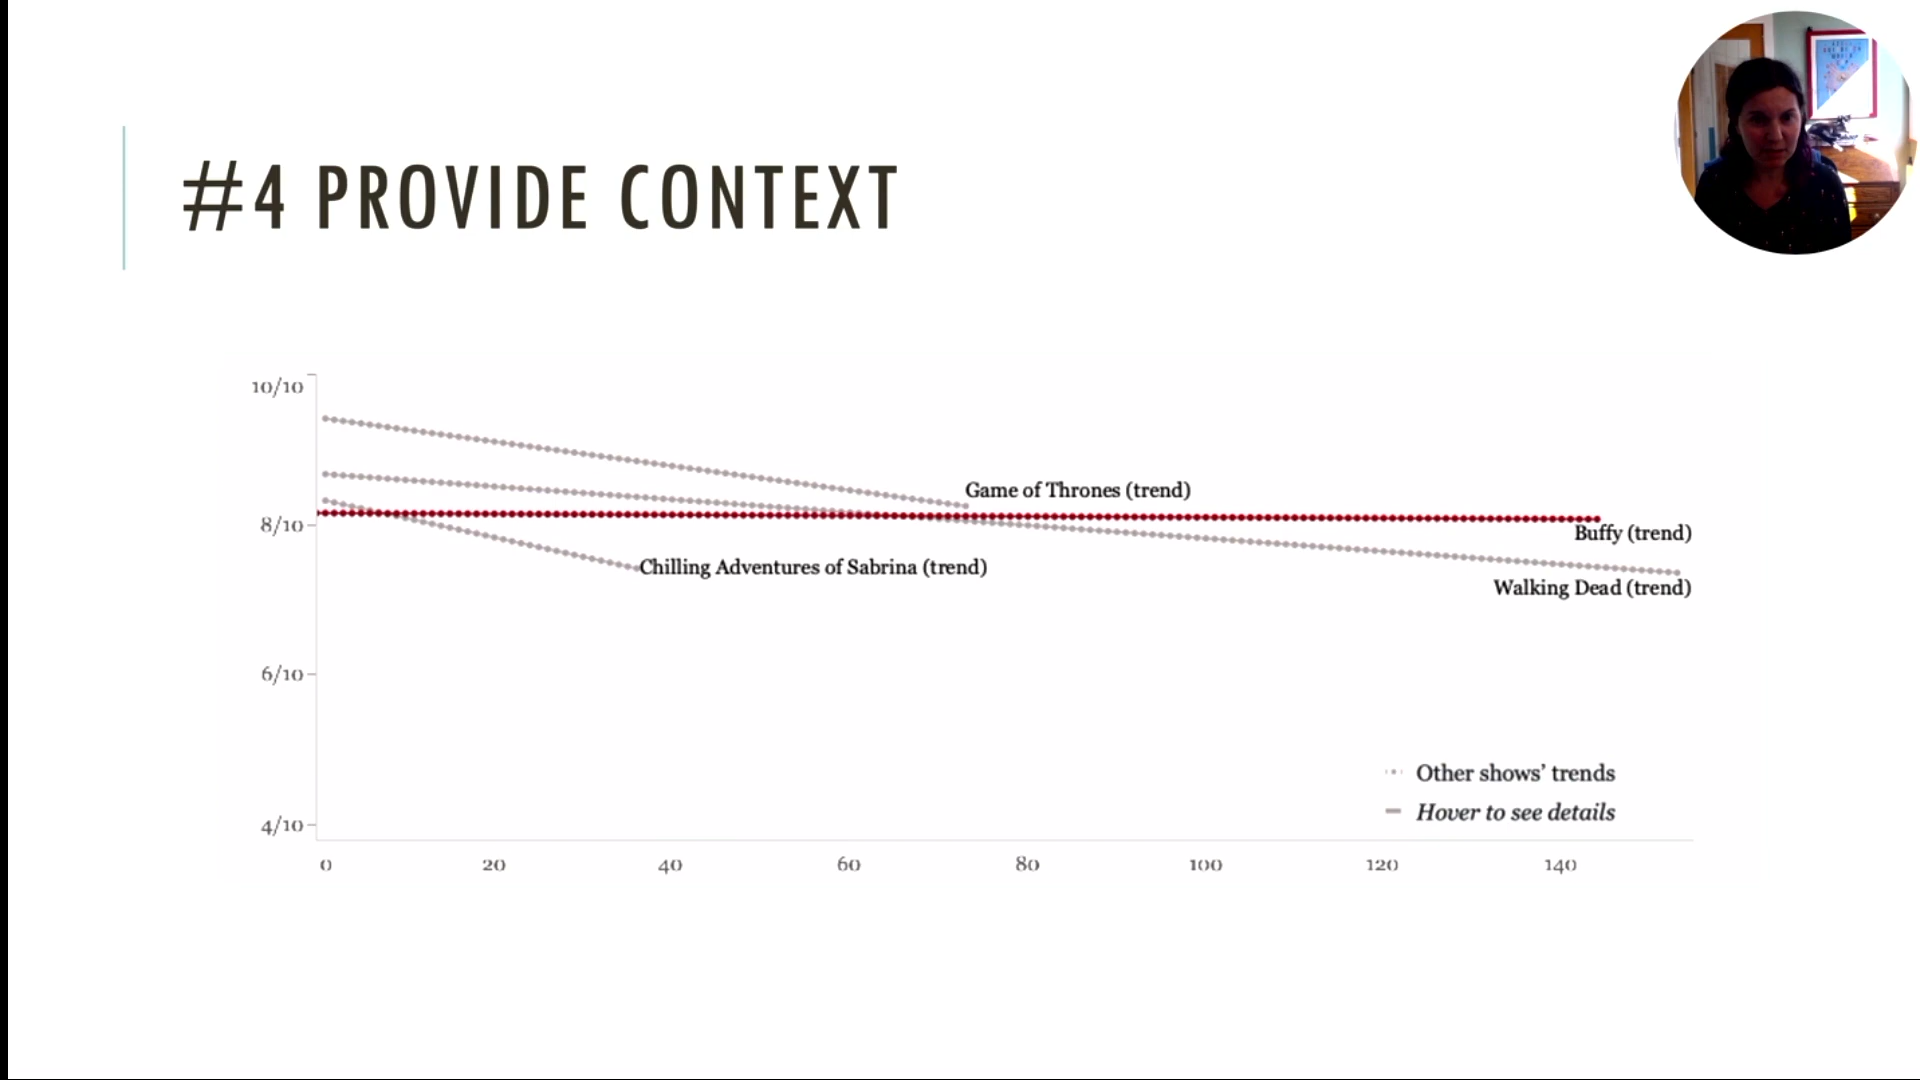 #4 PROVIDE CONTEXT
10/10
8/10
6/10
4/10
Game of Thrones (trend)
Buffy (trend)
Chilling Adventures of Sabrina (trend)
Walking Dead (trend)
Other shows’ trends
Hover to see details
0 20 40 60 80 100 120 140